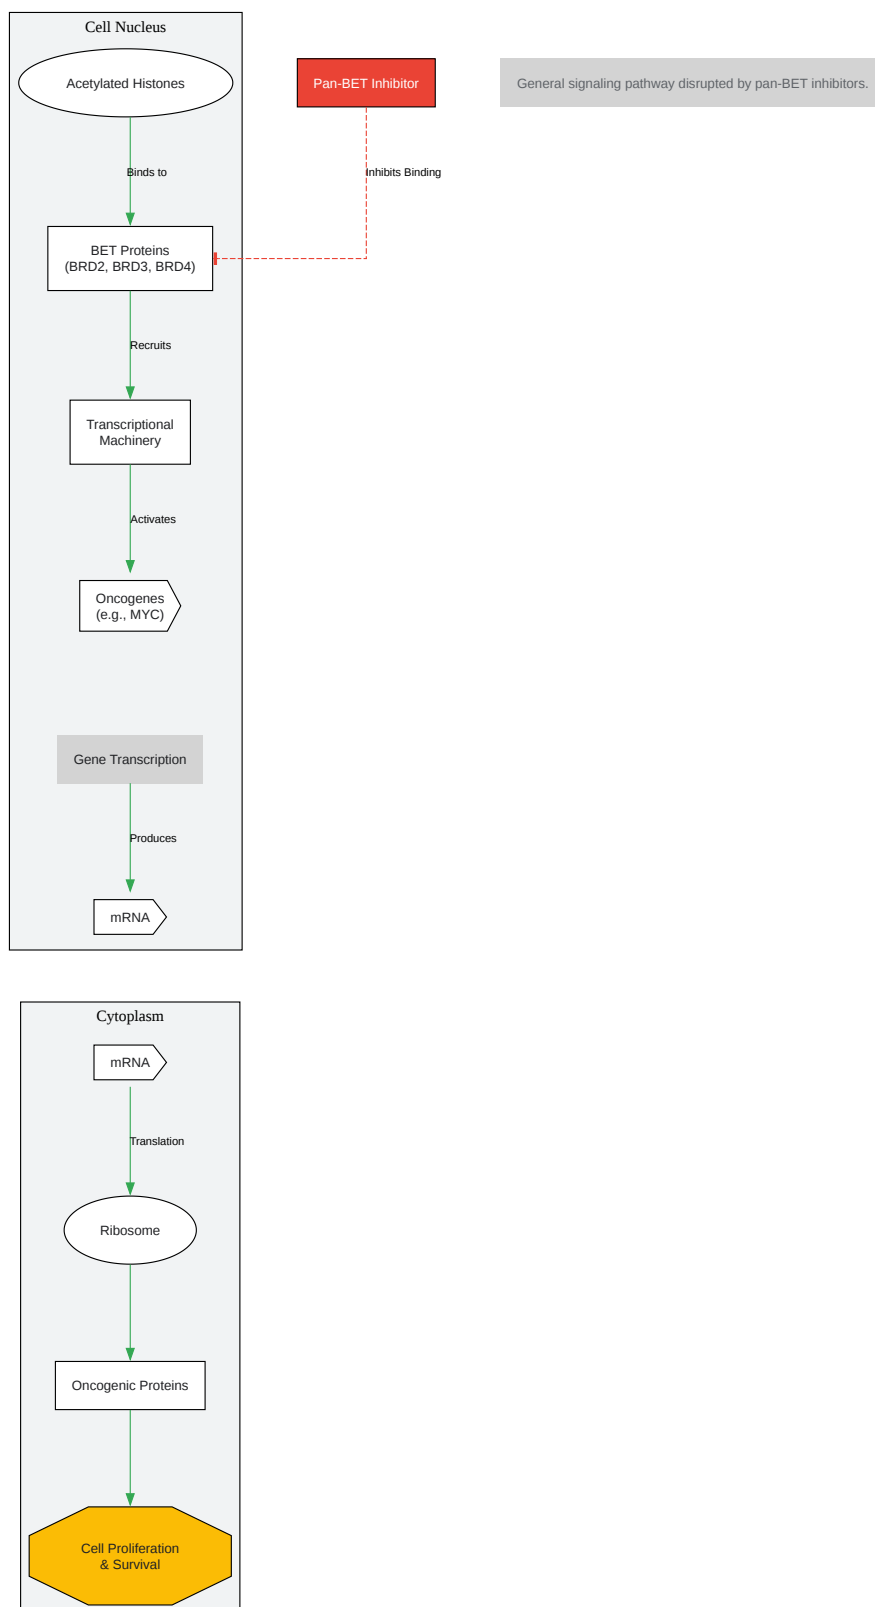 Cell Nucleus
Acetylated Histones
Pan-BET Inhibitor
General signaling pathway disrupted by pan-BET inhibitors.
Binds to
Inhibits Binding
BET Proteins
(BRD2, BRD3, BRD4)
Recruits
Transcriptional
Machinery
Activates
Oncogenes
(e.g., MYC)
Gene Transcription
Produces
mRNA
Cytoplasm
mRNA
Translation
Ribosome
Oncogenic Proteins
Cell Proliferation
& Survival